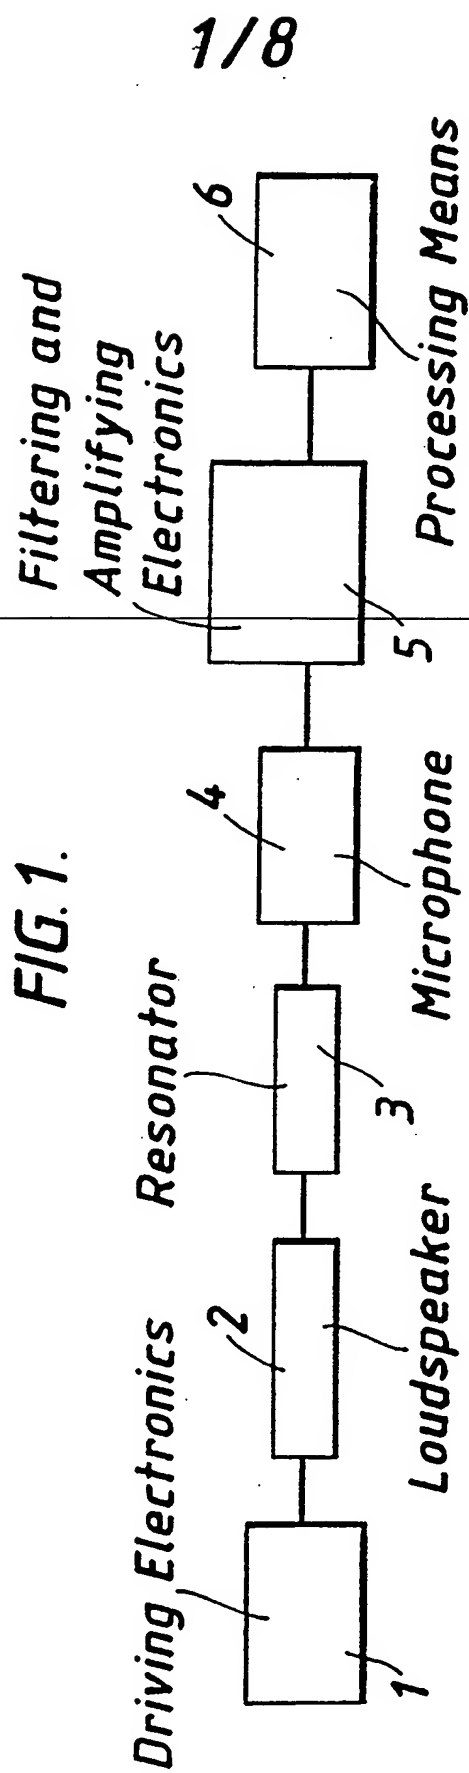 1/8
FIG. 1.
Driving Electronics
1
2
Loudspeaker
Resonator
3
4
Microphone
Filtering and
Amplifying
Electronics
5
6
Processing Means